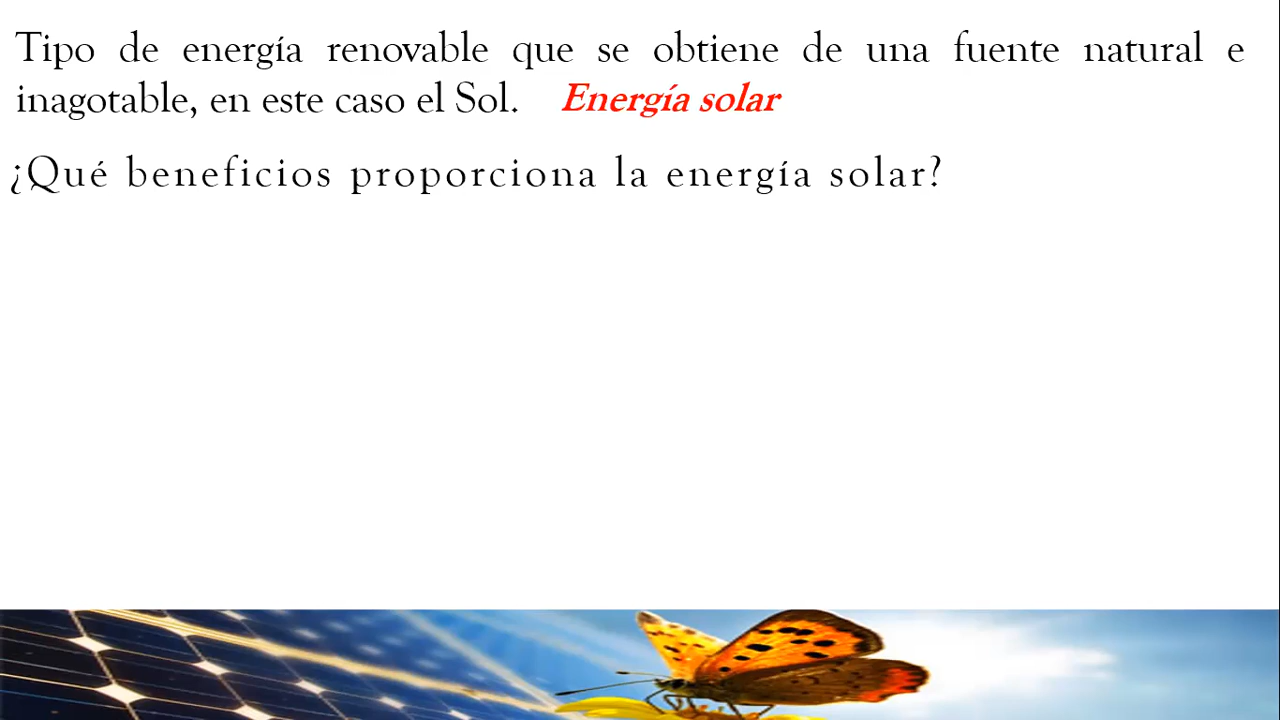 Tipo de energía renovable que se obtiene de una fuente natural e
inagotable, en este caso el Sol. Energía solar
¿Qué beneficios proporciona la energía solar?